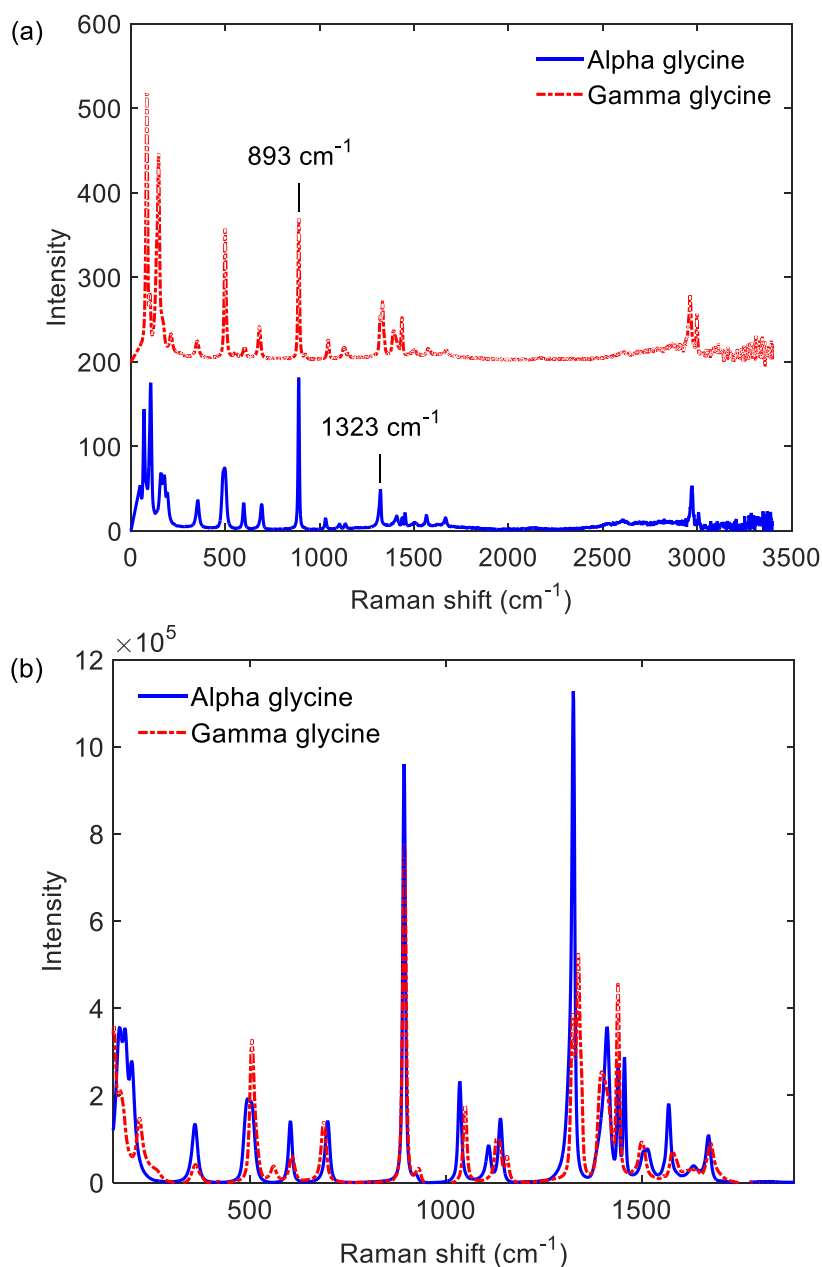 (a)
600
500
400
300
200
100
0
Intensity
Alpha glycine
Gamma glycine
893 cm⁻¹
1323 cm⁻¹
0 500 1000 1500 2000 2500 3000 3500
Raman shift (cm⁻¹)
(b)
×10⁵
12
10
8
6
4
2
0
Intensity
Alpha glycine
Gamma glycine
500 1000 1500
Raman shift (cm⁻¹)